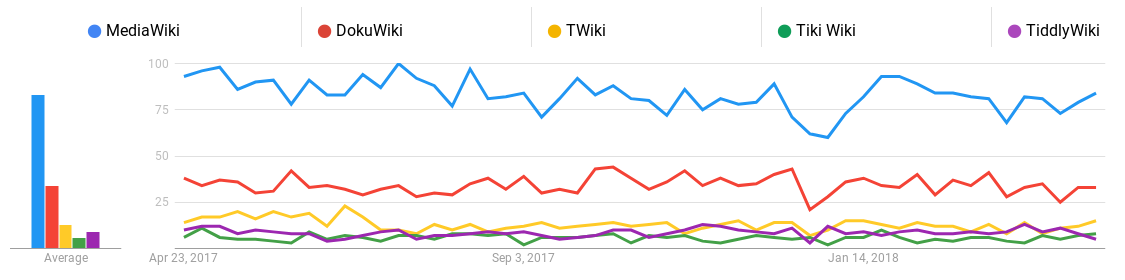 MediaWiki DokuWiki TWiki Tiki Wiki TiddlyWiki
100
75
50
25
Average Apr 23, 2017 Sep 3, 2017 Jan 14, 2018